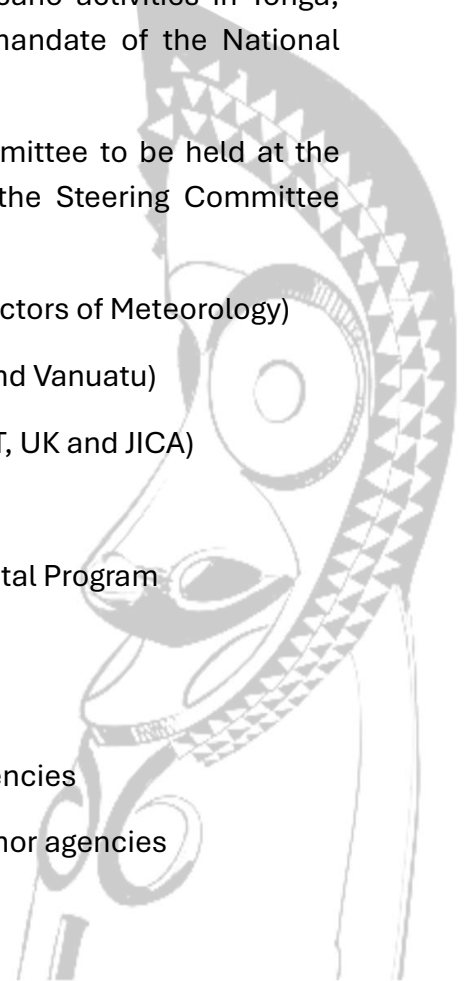 activities in Tonga,
mandate of the National
mittee to be held at the
the Steering Committee
ctors of Meteorology)
nd Vanuatu)
T, UK and JICA)
tal Program
encies
nor agencies